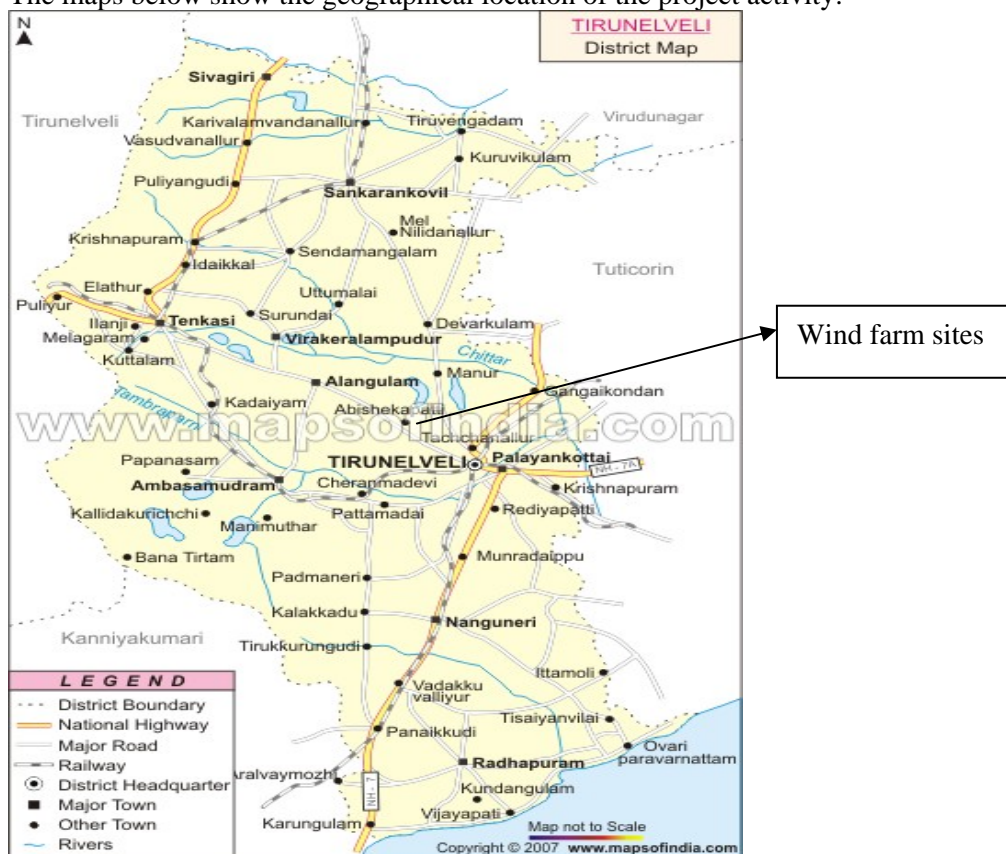 The maps below show the geographical location of the project activity.
N
TIRUNELVELI
District Map
Sivagiri
Tirunelveli
Karivalamvandanallur
Tiruvengadam
Virudunagar
Vasudvanallur
Kuruvikulam
Puliyangudi
Sankarankovil
Mel
Nilidanallur
Krishnapuram
Sendamangalam
Idaikkal
Tuticorin
Elathur
Uttumalai
Puliyur
Surundai
Ilanji
Tenkasi
Devarkulam
Wind farm sites
Melagaram
Virakeralampudur
Kuttalam
Chittar
Manur
Alangulam
Gangaikondan
Tambraparni
Kadaiyam
Abishekapatti
www.mapsofindia.com
Tachchanallur
Papanasam
TIRUNELVELI
Palayankottai
NH - 7A
Ambasamudram
Cheranmadevi
Krishnapuram
Kallidakurichchi
Pattamadai
Rediyapatti
Manimuthar
Bana Tirtam
Munradaippu
Padmaneri
Kalakkadu
Nanguneri
Kanniyakumari
Tirukkurungudi
Ittamoli
LEGEND
District Boundary
National Highway
Major Road
Railway
District Headquarter
Major Town
Other Town
Rivers
Vadakku
valliyur
Tisaiyanvilai
Panaikkudi
Ovari
paravarnattam
Aralvaymozhi
Radhapuram
NH - 7
Kundangulam
Vijayapati
Karungulam
Map not to Scale
Copyright © 2007 www.mapsofindia.com